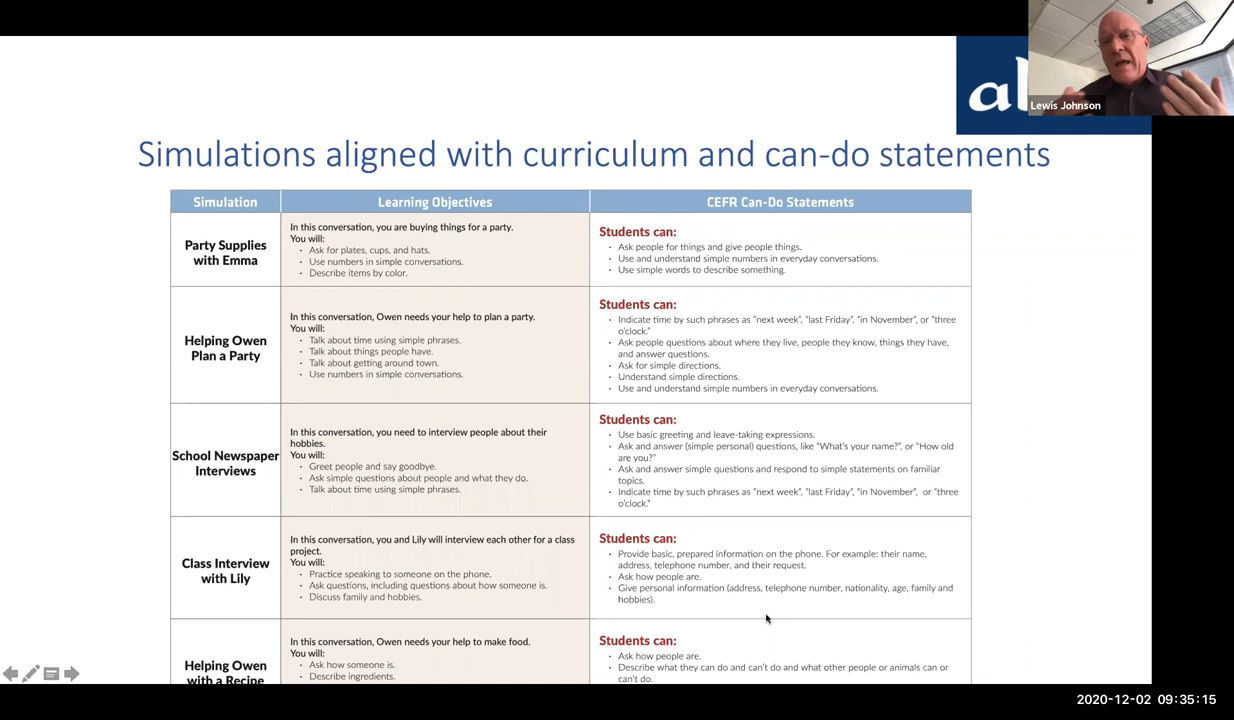 al
Lewis Johnson
Simulations aligned with curriculum and can-do statements
Simulation
Learning Objectives
CEFR Can-Do Statements
Party Supplies
with Emma
In this conversation, you are buying things for a party.
You will:
• Ask for plates, cups, and hats.
• Use numbers in simple conversations.
• Describe items by color.
Students can:
• Ask people for things and give people things.
• Use and understand simple numbers in everyday conversations.
• Use simple words to describe something.
Helping Owen
Plan a Party
In this conversation, Owen needs your help to plan a party.
You will:
• Talk about time using simple phrases.
• Talk about things people have.
• Talk about getting around town.
• Use numbers in simple conversations.
Students can:
• Indicate time by such phrases as “next week”, “last Friday”, “in November”, or “three
o’clock.”
• Ask people questions about where they live, people they know, things they have,
and answer questions.
• Ask for simple directions.
• Understand simple directions.
• Use and understand simple numbers in everyday conversations.
School Newspaper
Interviews
In this conversation, you need to interview people about their
hobbies.
You will:
• Greet people and say goodbye.
• Ask simple questions about people and what they do.
• Talk about time using simple phrases.
Students can:
• Use basic greeting and leave-taking expressions.
• Ask and answer (simple personal) questions, like “What’s your name?”, or “How old
are you?”
• Ask and answer simple questions and respond to simple statements on familiar
topics.
• Indicate time by such phrases as “next week”, “last Friday”, “in November”, or “three
o’clock.”
Class Interview
with Lily
In this conversation, you and Lily will interview each other for a class
project.
You will:
• Practice speaking to someone on the phone.
• Ask questions, including questions about how someone is.
• Discuss family and hobbies.
Students can:
• Provide basic, prepared information on the phone. For example: their name,
address, telephone number, and their request.
• Ask how people are.
• Give personal information (address, telephone number, nationality, age, family and
hobbies).
Helping Owen
with a Recipe
In this conversation, Owen needs your help to make food.
You will:
• Ask how someone is.
• Describe ingredients.
Students can:
• Ask how people are.
• Describe what they can do and can’t do and what other people or animals can or
can’t do.
2020-12-02 09:35:15